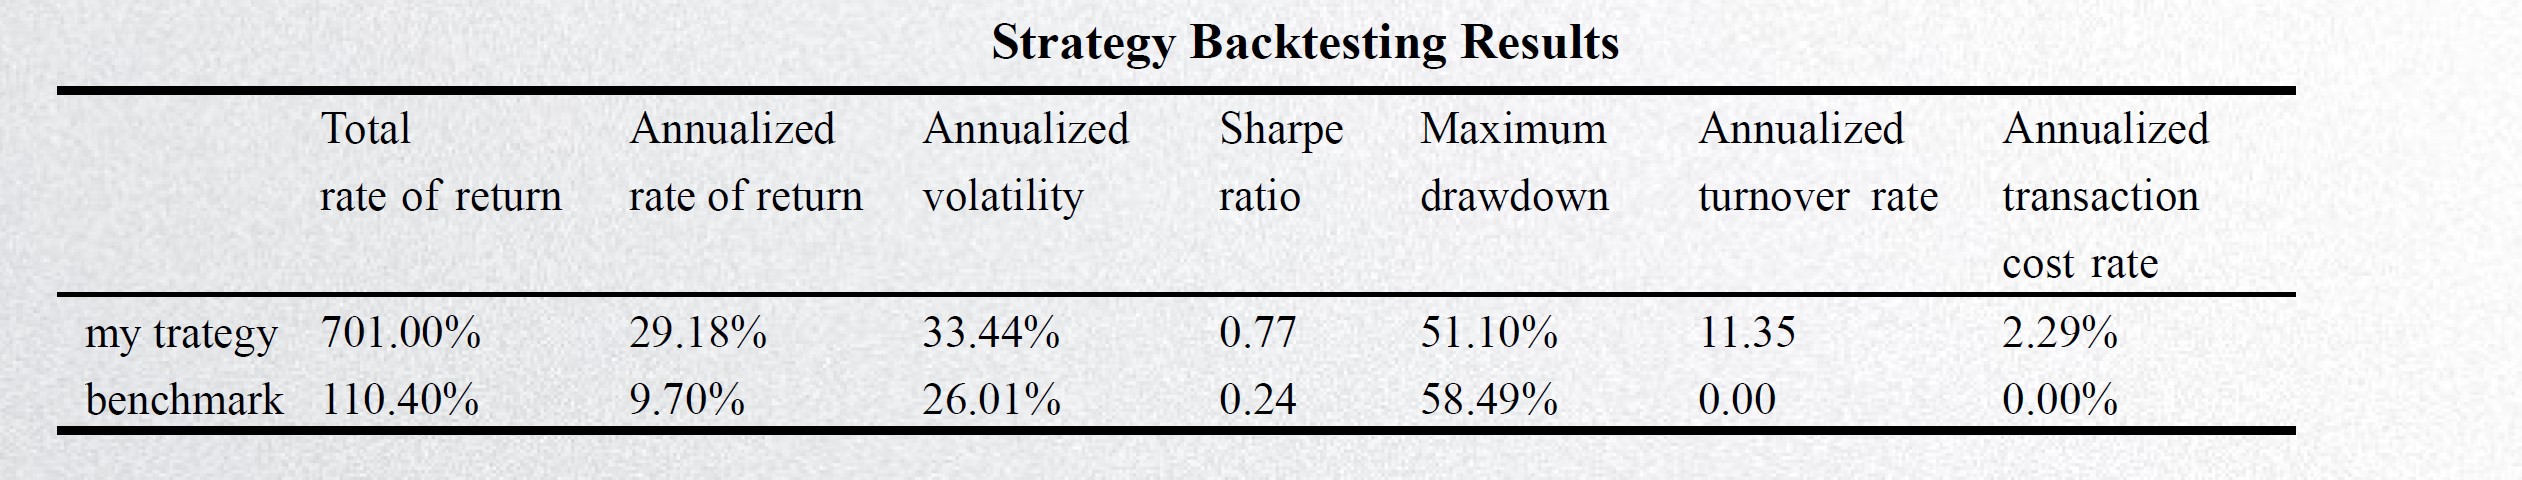 Strategy Backtesting Results
Total Annualized Annualized Sharpe Maximum Annualized Annualized
rate of return rate of return volatility ratio drawdown turnover rate transaction
cost rate
my trategy 701.00% 29.18% 33.44% 0.77 51.10% 11.35 2.29%
benchmark 110.40% 9.70% 26.01% 0.24 58.49% 0.00 0.00%